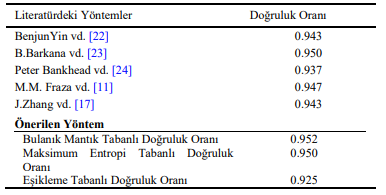 Literatürdeki Yöntemler Doğruluk Oranı
BenjunYin vd. [22] 0.943
B.Barkana vd. [23] 0.950
Peter Bankhead vd. [24] 0.937
M.M. Fraza vd. [11] 0.947
J.Zhang vd. [17] 0.943
Önerilen Yöntem
Bulanık Mantık Tabanlı Doğruluk Oranı 0.952
Maksimum Entropi Tabanlı Doğruluk 0.950
Oranı
Eşikleme Tabanlı Doğruluk Oranı 0.925